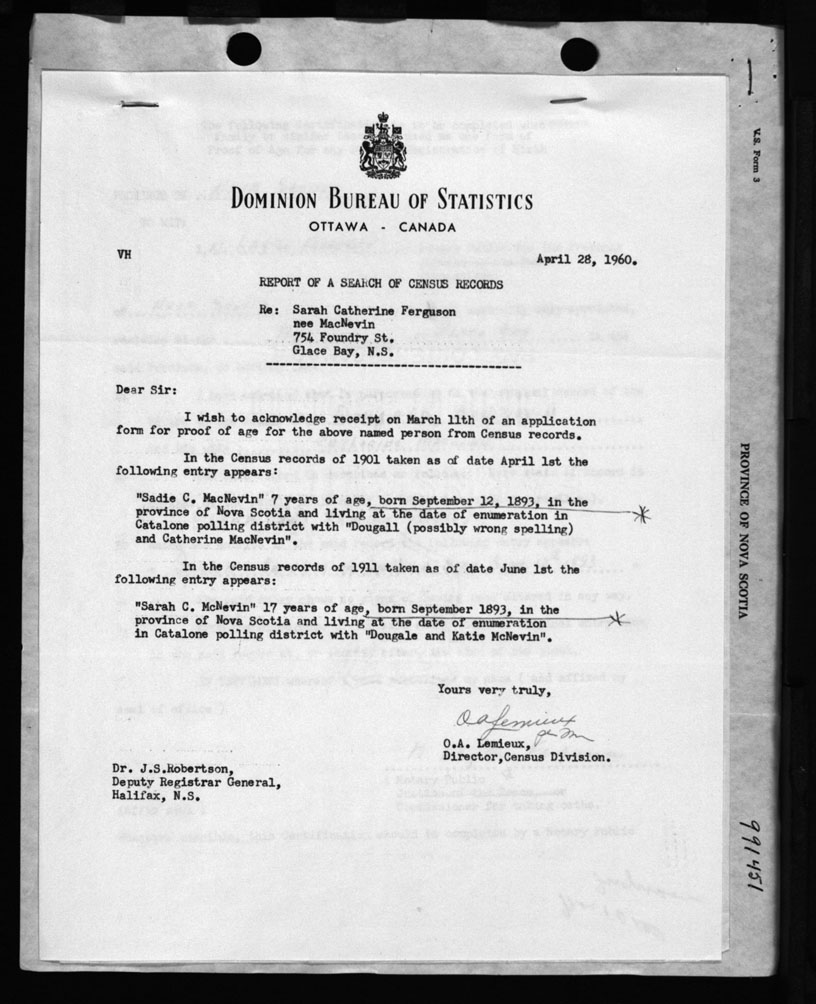 DOMINION BUREAU OF STATISTICS
OTTAWA - CANADA
VH
April 28, 1960.
REPORT OF A SEARCH OF CENSUS RECORDS
Re: Sarah Catherine Ferguson
nee MacNevin
754 Foundry St.
Glace Bay, N.S.
Dear Sir:
I wish to acknowledge receipt on March 11th of an application
form for proof of age for the above named person from Census records.
In the Census records of 1901 taken as of date April 1st the
following entry appears:
"Sadie C. MacNevin" 7 years of age, born September 12, 1893, in the
province of Nova Scotia and living at the date of enumeration in
Catalone polling district with "Dougall (possibly wrong spelling)
and Catherine MacNevin".
In the Census records of 1911 taken as of date June 1st the
following entry appears:
"Sarah C. McNevin" 17 years of age, born September 1893, in the
province of Nova Scotia and living at the date of enumeration
in Catalone polling district with "Dougale and Katie McNevin".
Yours very truly,
OALemieux
O.A. Lemieux,
Director,Census Division.
Dr. J.S.Robertson,
Deputy Registrar General,
Halifax, N.S.
V.S. Form 3
PROVINCE OF NOVA SCOTIA
991451